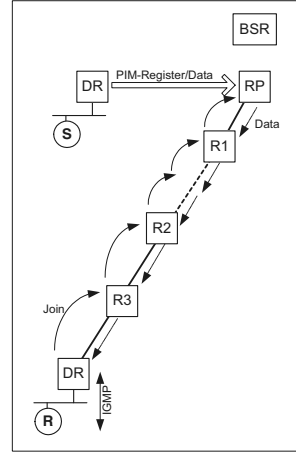 BSR
PIM-Register/Data
DR
RP
S
Data
R1
R2
Join
R3
DR
IGMP
R